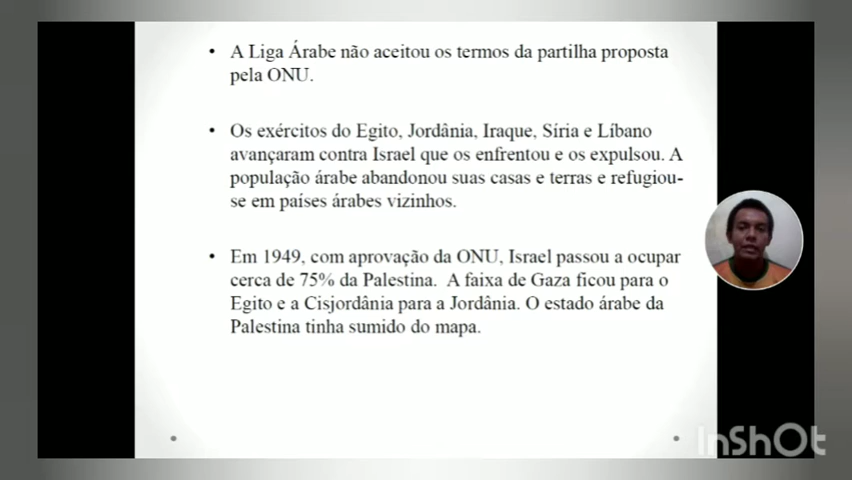 • A Liga Árabe não aceitou os termos da partilha proposta
pela ONU.
• Os exércitos do Egito, Jordânia, Iraque, Síria e Líbano
avançaram contra Israel que os enfrentou e os expulsou. A
população árabe abandonou suas casas e terras e refugiou-
se em países árabes vizinhos.
• Em 1949, com aprovação da ONU, Israel passou a ocupar
cerca de 75% da Palestina. A faixa de Gaza ficou para o
Egito e a Cisjordânia para a Jordânia. O estado árabe da
Palestina tinha sumido do mapa.
InShOt